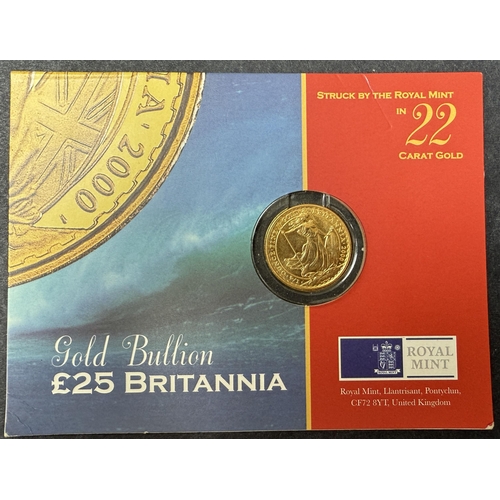 STRUCK BY THE ROYAL MINT
IN 22
CARAT GOLD
IA 2000
Gold Bullion
£25 BRITANNIA
ROYAL
MINT
Royal Mint, Llantrisant, Pontyclun,
CF72 8YT, United Kingdom